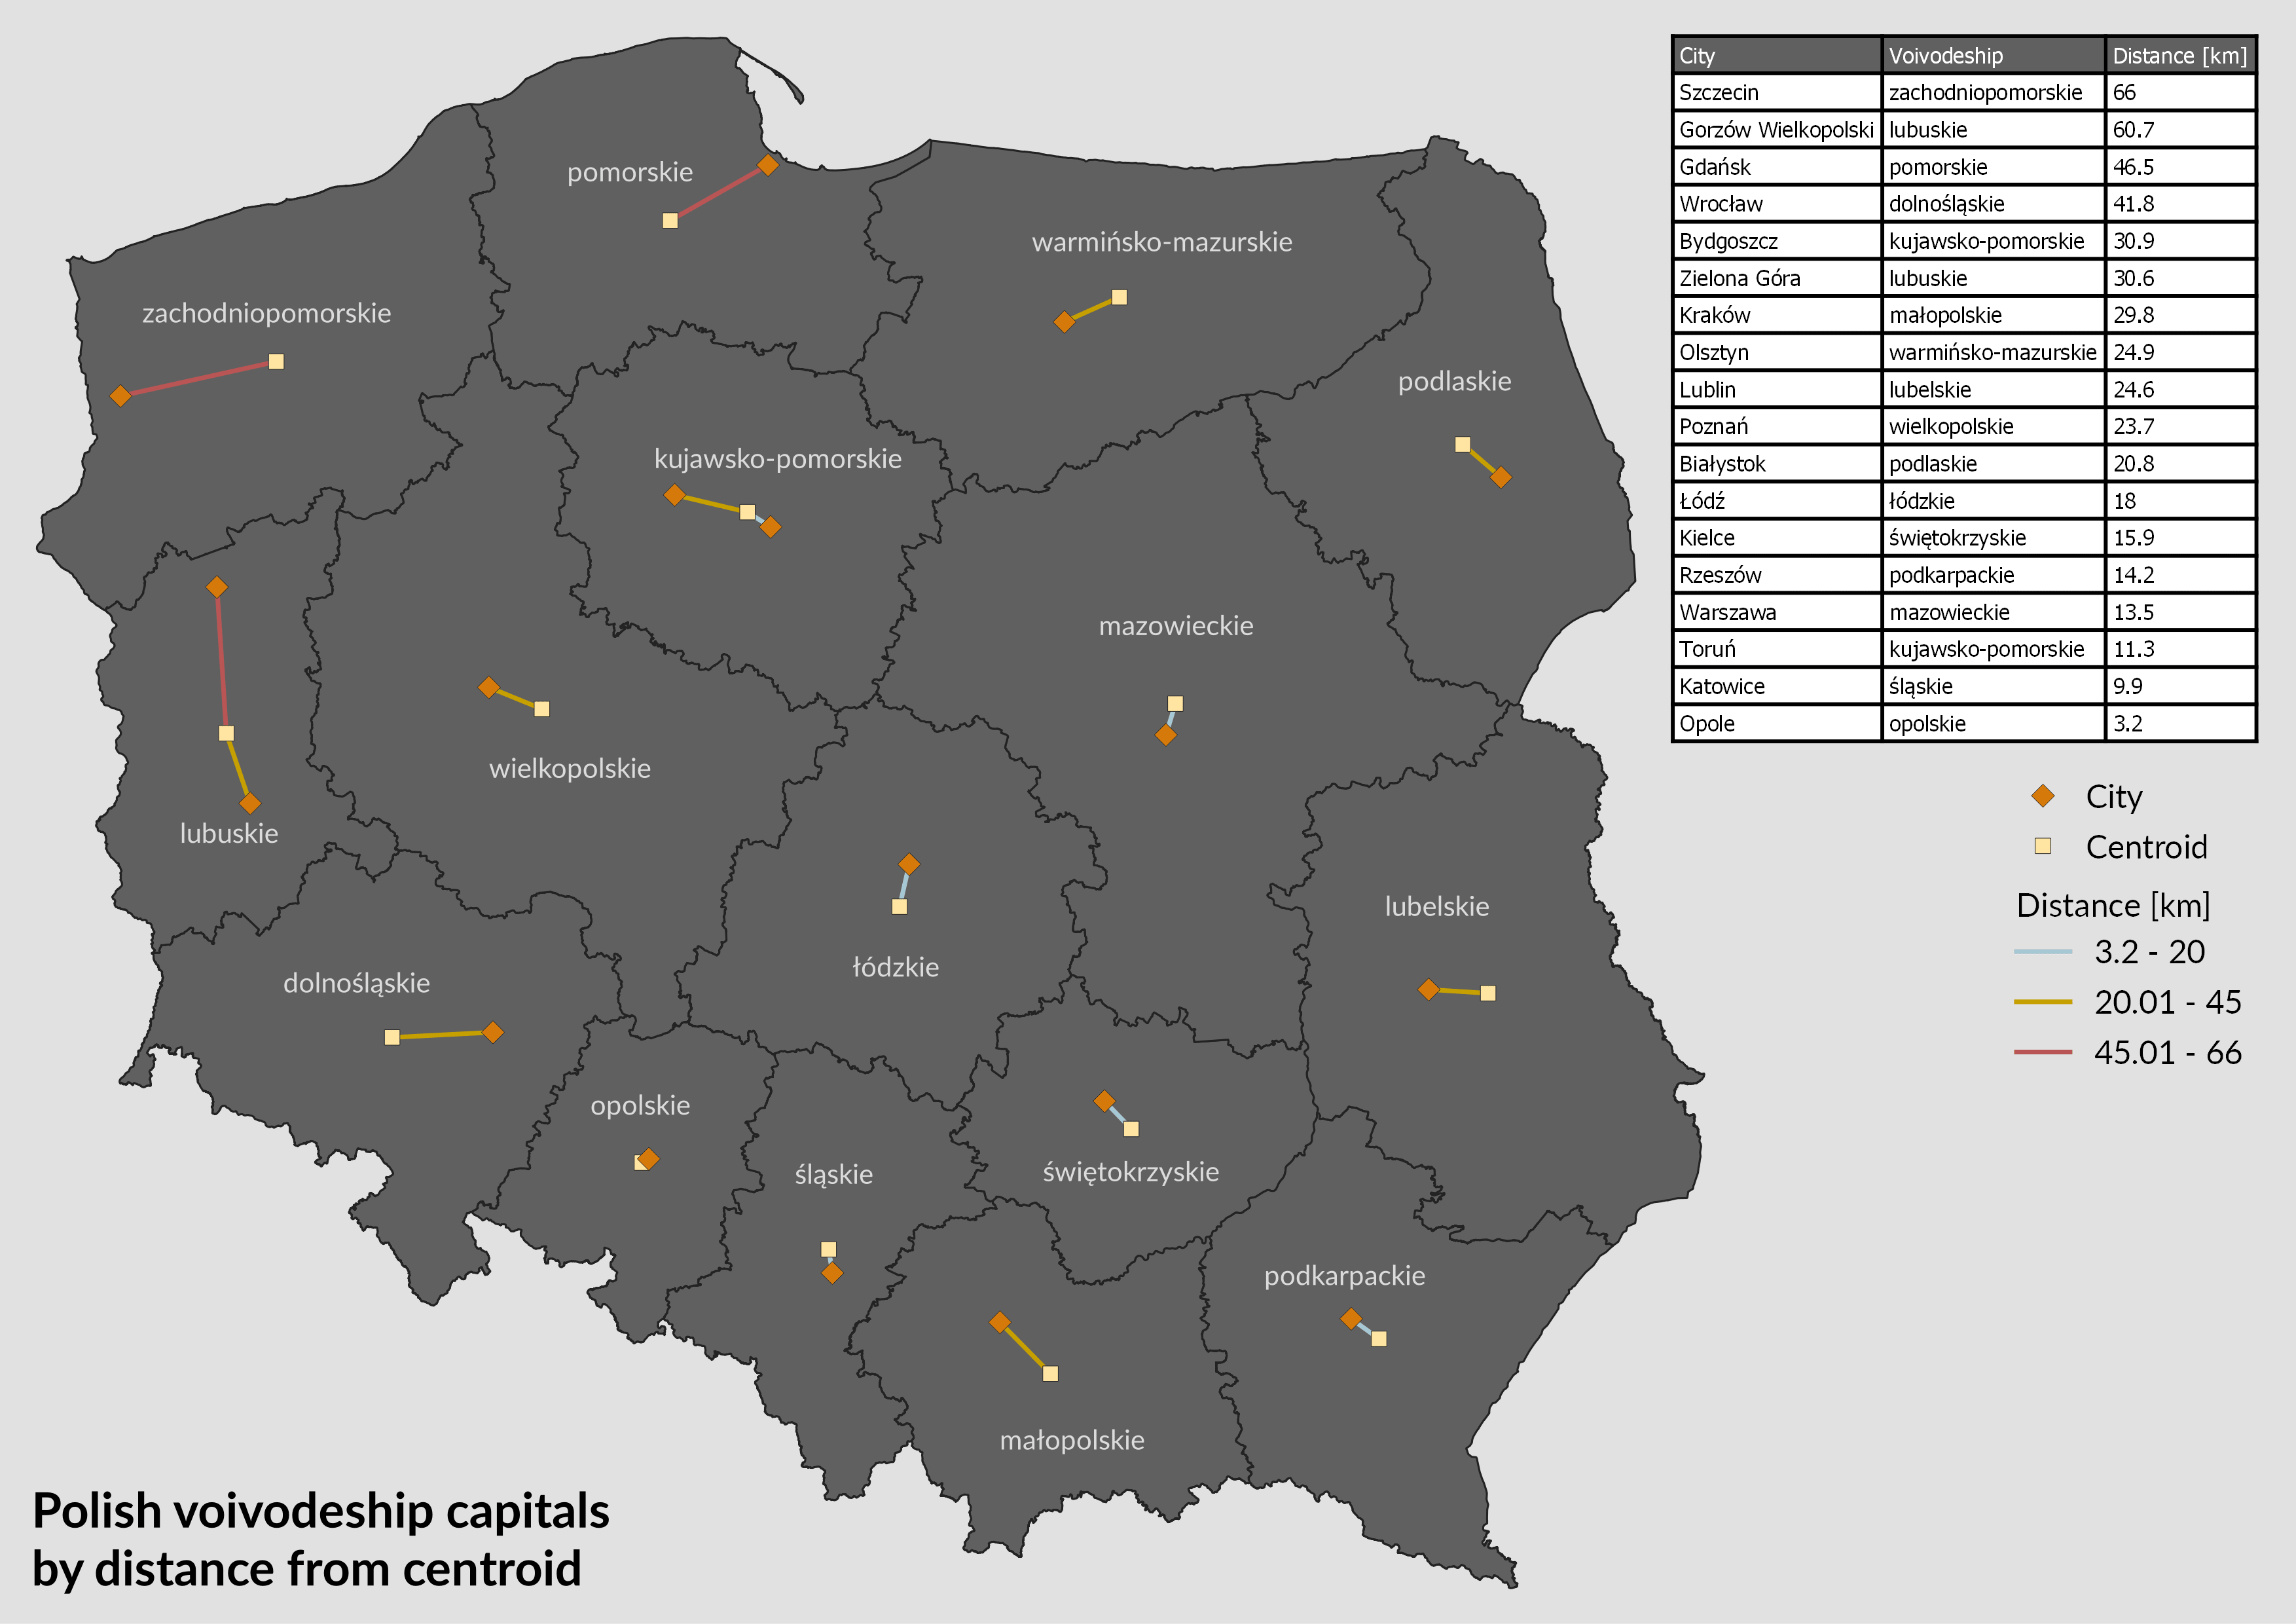 City Voivodeship Distance [km]
Szczecin zachodniopomorskie 66
Gorzów Wielkopolski lubuskie 60.7
Gdańsk pomorskie 46.5
Wrocław dolnośląskie 41.8
Bydgoszcz kujawsko-pomorskie 30.9
Zielona Góra lubuskie 30.6
Kraków małopolskie 29.8
Olsztyn warmińsko-mazurskie 24.9
Lublin lubelskie 24.6
Poznań wielkopolskie 23.7
Białystok podlaskie 20.8
Łódź łódzkie 18
Kielce świętokrzyskie 15.9
Rzeszów podkarpackie 14.2
Warszawa mazowieckie 13.5
Toruń kujawsko-pomorskie 11.3
Katowice śląskie 9.9
Opole opolskie 3.2
City
Centroid
Distance [km]
3.2 - 20
20.01 - 45
45.01 - 66
pomorskie
warmińsko-mazurskie
zachodniopomorskie
podlaskie
kujawsko-pomorskie
mazowieckie
wielkopolskie
lubuskie
lubelskie
łódzkie
dolnośląskie
opolskie
śląskie
świętokrzyskie
podkarpackie
małopolskie
Polish voivodeship capitals
by distance from centroid